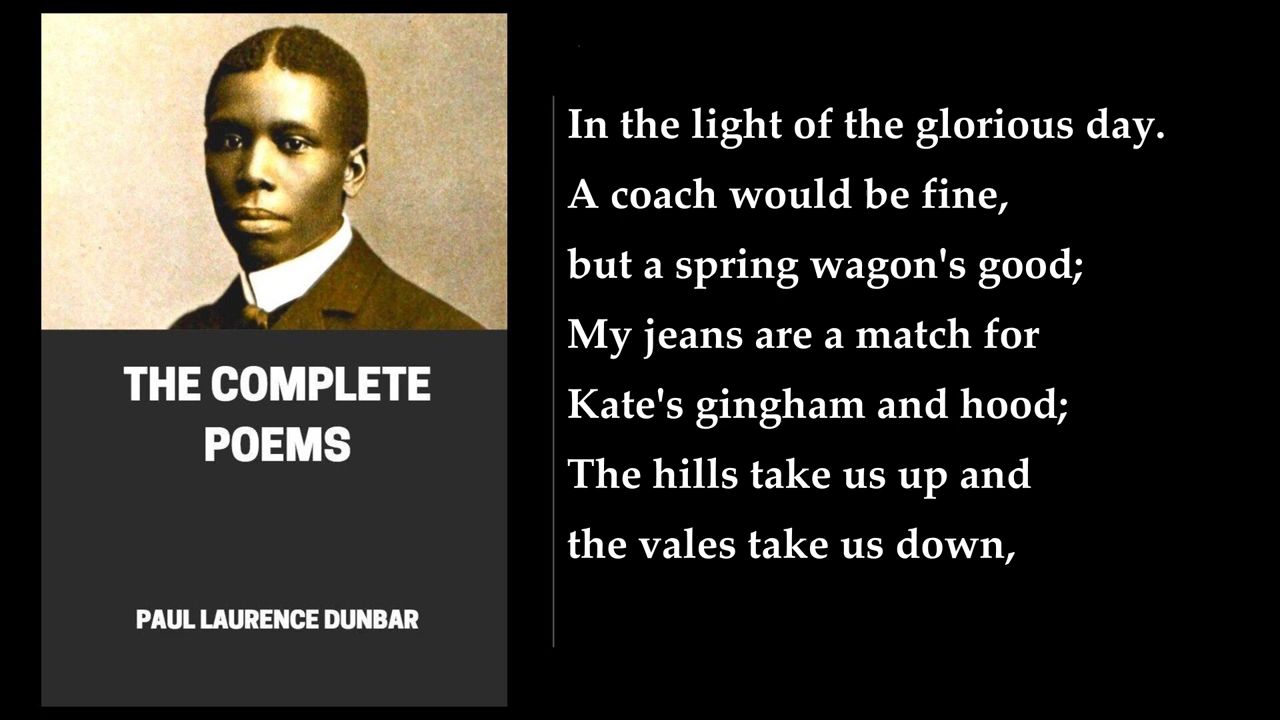 THE COMPLETE
POEMS
PAUL LAURENCE DUNBAR
In the light of the glorious day.
A coach would be fine,
but a spring wagon's good;
My jeans are a match for
Kate's gingham and hood;
The hills take us up and
the vales take us down,